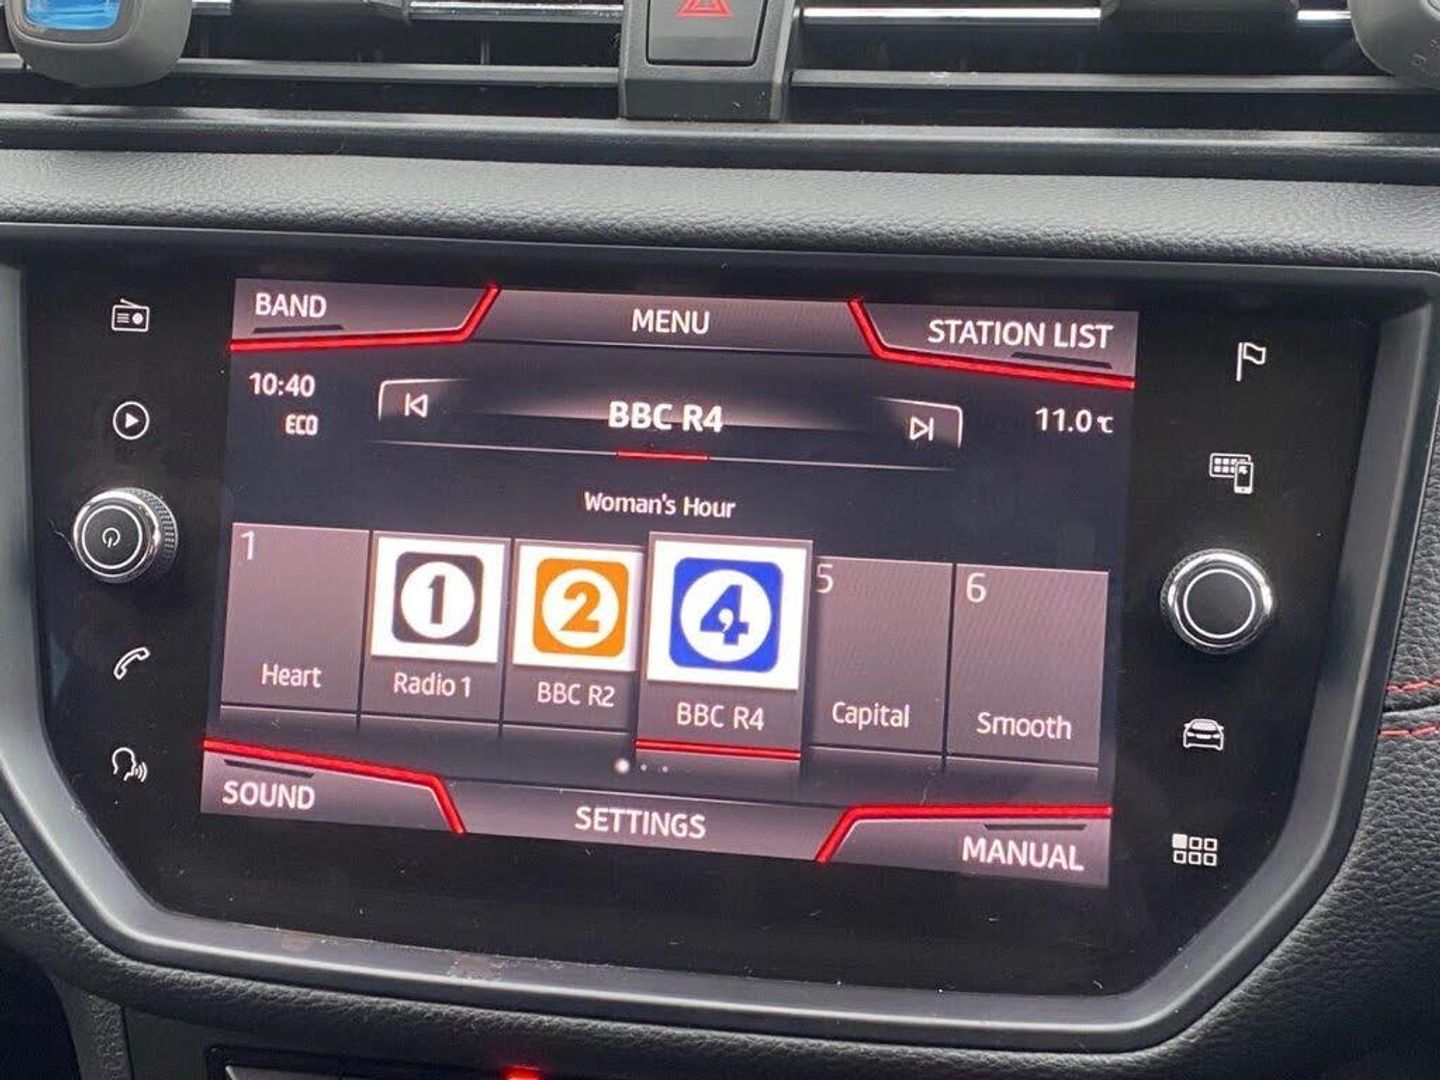 BAND
MENU
STATION LIST
10:40
BBC R4
11.0 °C
ECO
Woman's Hour
1
5
6
1
2
4
Heart
Radio 1
BBC R2
BBC R4
Capital
Smooth
SOUND
SETTINGS
MANUAL